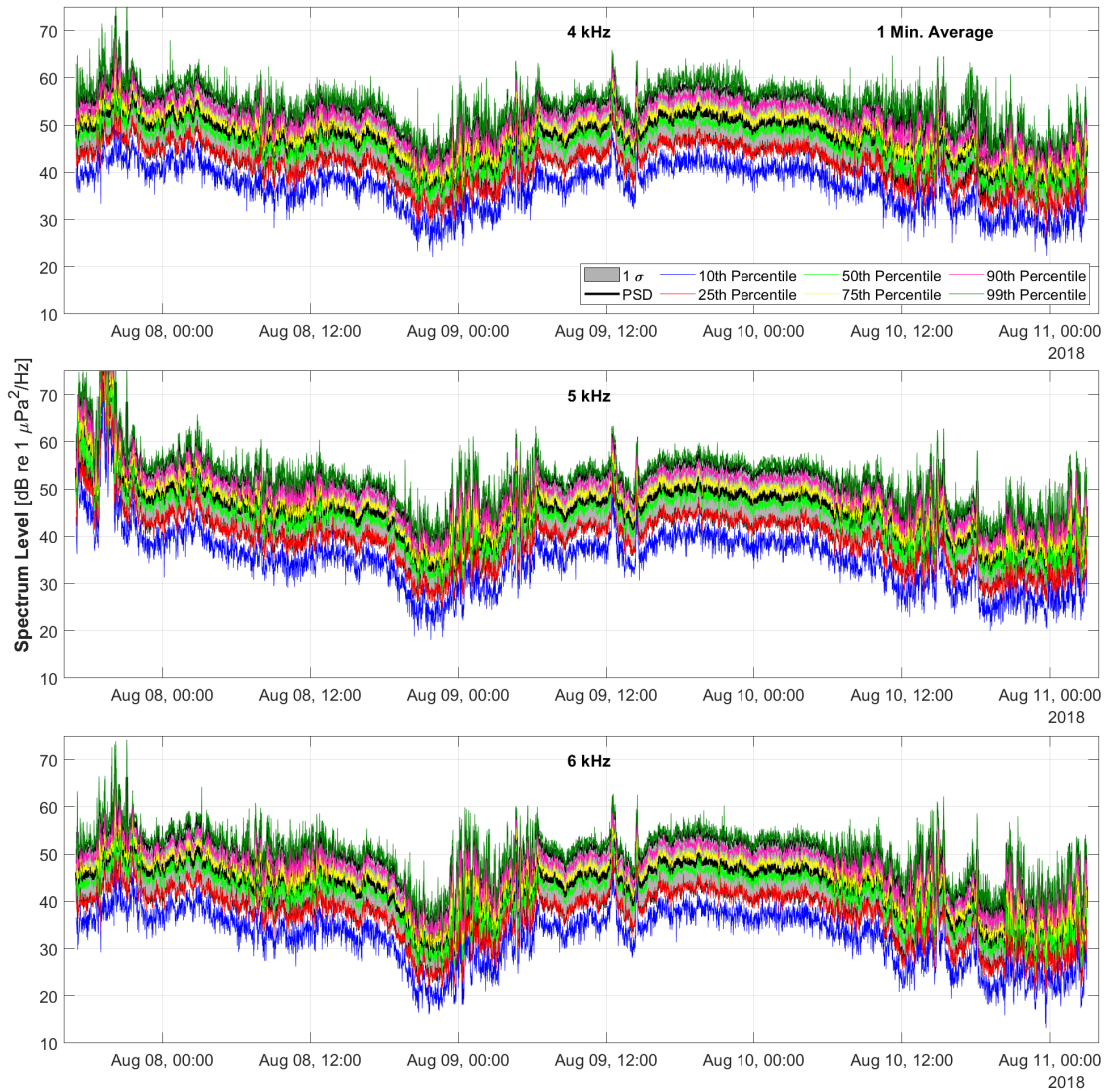 4 kHz 1 Min. Average
70
60
50
40
30
20
10
1 σ 10th Percentile 50th Percentile 90th Percentile
PSD 25th Percentile 75th Percentile 99th Percentile
Aug 08, 00:00 Aug 08, 12:00 Aug 09, 00:00 Aug 09, 12:00 Aug 10, 00:00 Aug 10, 12:00 Aug 11, 00:00
2018
Spectrum Level [dB re 1 μPa²/Hz]
5 kHz
70
60
50
40
30
20
10
Aug 08, 00:00 Aug 08, 12:00 Aug 09, 00:00 Aug 09, 12:00 Aug 10, 00:00 Aug 10, 12:00 Aug 11, 00:00
2018
6 kHz
70
60
50
40
30
20
10
Aug 08, 00:00 Aug 08, 12:00 Aug 09, 00:00 Aug 09, 12:00 Aug 10, 00:00 Aug 10, 12:00 Aug 11, 00:00
2018